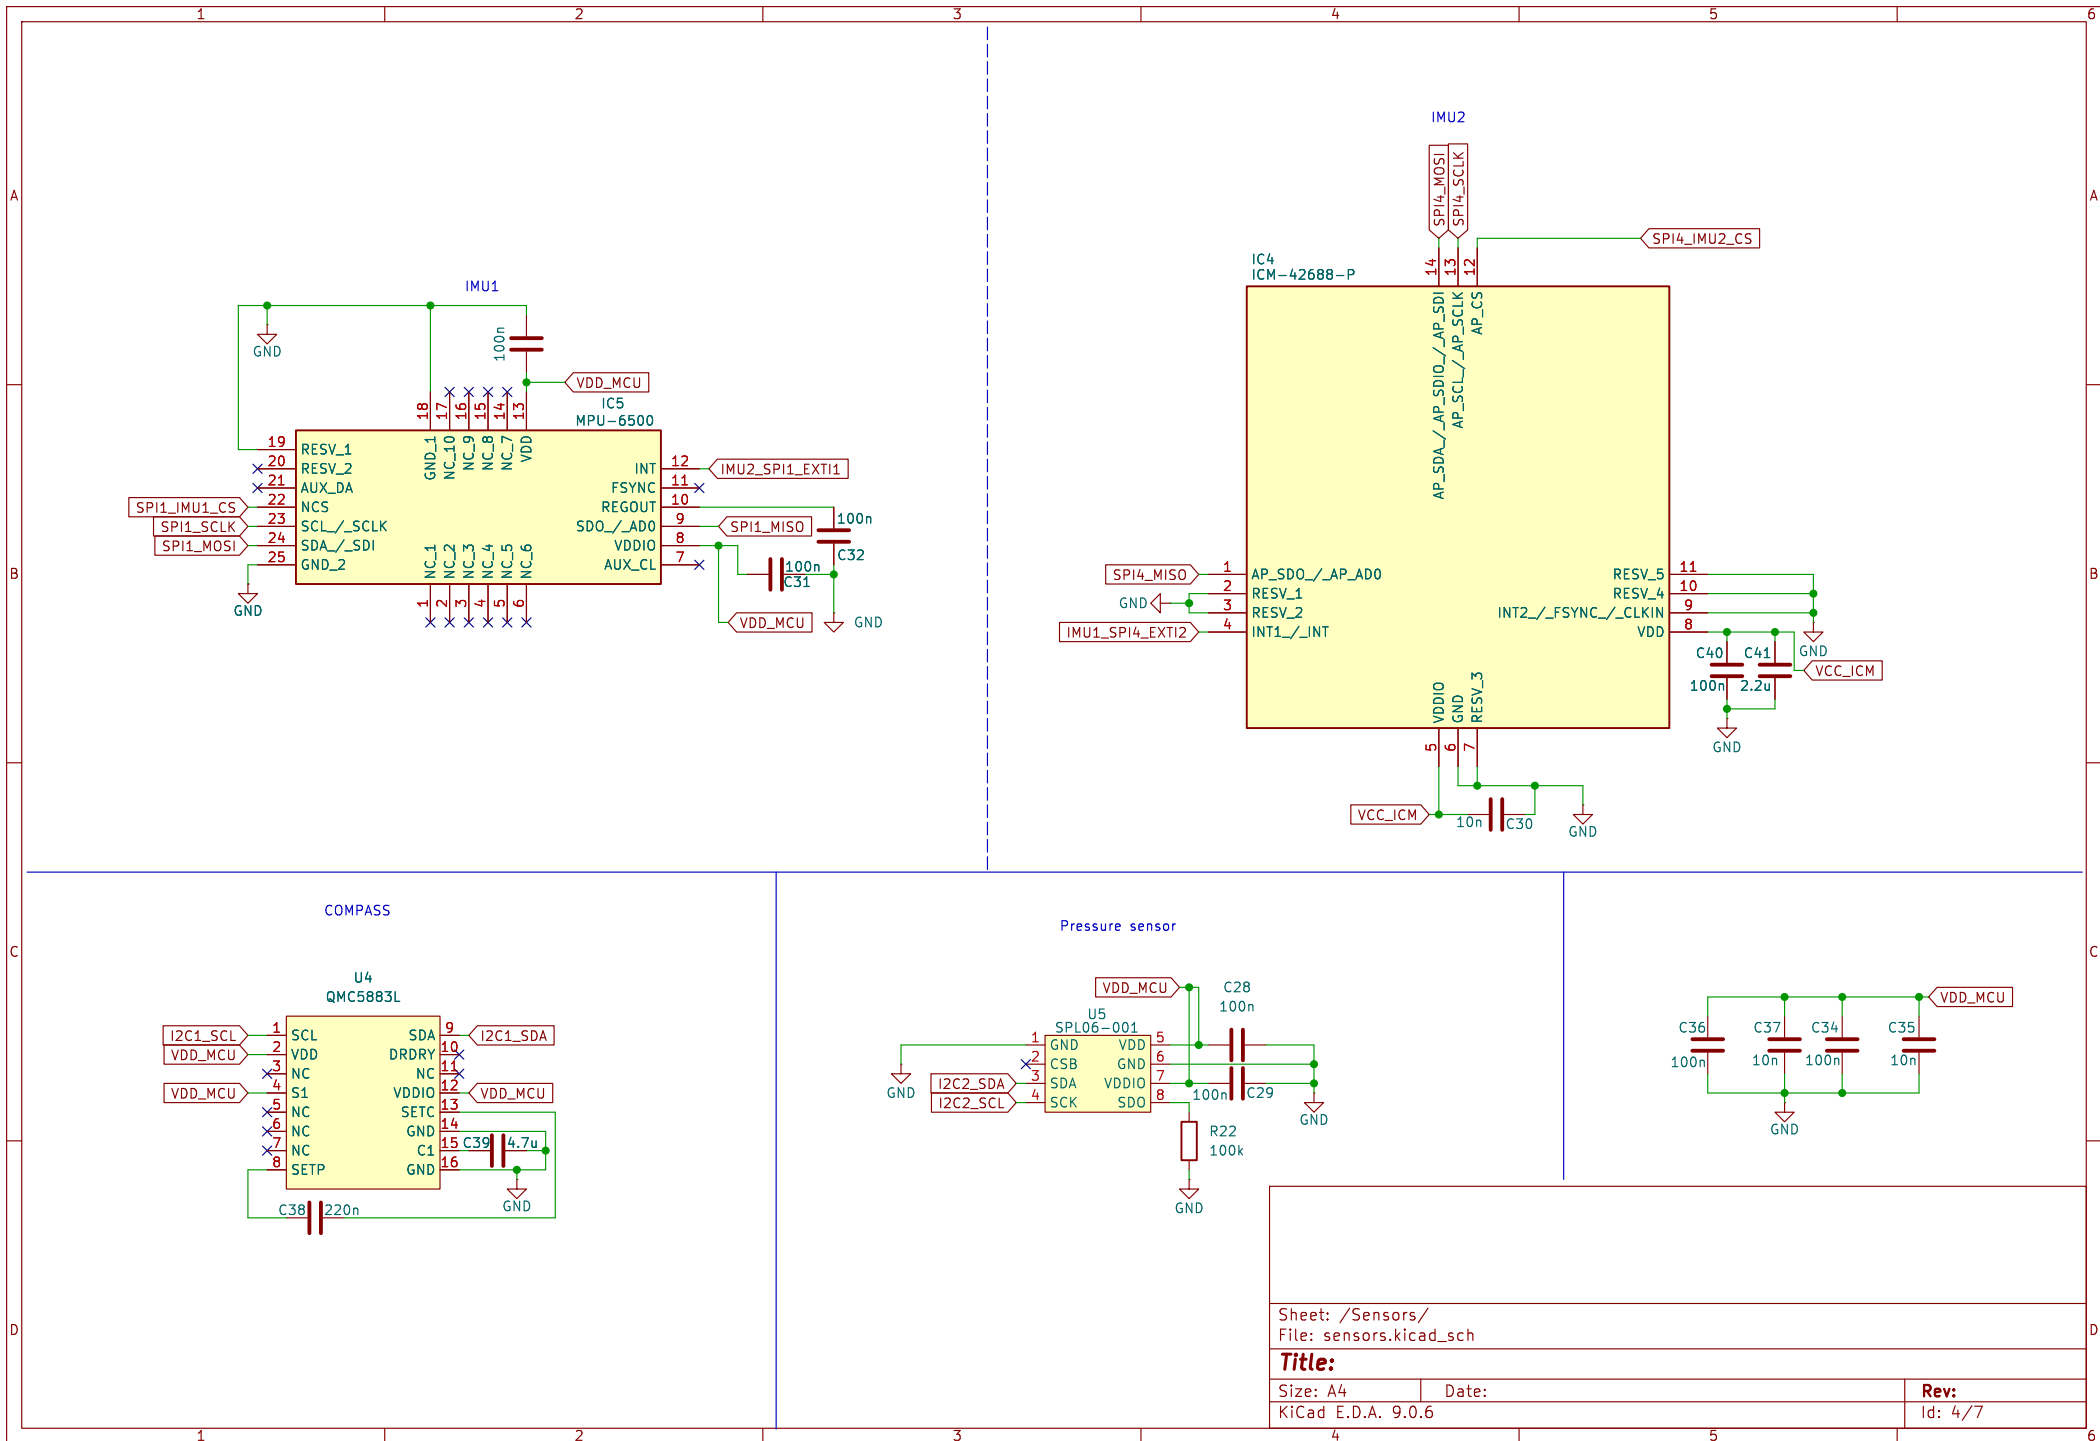 1 2 3 4 5 6
A
B
C
D
A
B
C
D
1 2 3 4 5 6
IMU1
GND
100n
VDD_MCU
IC5
MPU-6500
18 17 16 15 14 13
GND_1 NC_10 NC_9 NC_8 NC_7 VDD
19 RESV_1
20 RESV_2
21 AUX_DA
SPI1_IMU1_CS 22 NCS
SPI1_SCLK 23 SCL_/_SCLK
SPI1_MOSI 24 SDA_/_SDI
25 GND_2
GND
NC_1 NC_2 NC_3 NC_4 NC_5 NC_6
1 2 3 4 5 6
INT 12 IMU2_SPI1_EXTI1
FSYNC 11
REGOUT 10
SDO_/_AD0 9 SPI1_MISO
VDDIO 8
AUX_CL 7
100n
C32
100n
C31
VDD_MCU
GND
IMU2
SPI4_MOSI
SPI4_SCLK
SPI4_IMU2_CS
IC4
ICM-42688-P
14 13 12
AP_SDA_/_AP_SDIO_/_AP_SDI
AP_SCL_/_AP_SCLK
AP_CS
SPI4_MISO 1 AP_SDO_/_AP_AD0
2 RESV_1
GND
3 RESV_2
IMU1_SPI4_EXTI2 4 INT1_/_INT
RESV_5 11
RESV_4 10
INT2_/_FSYNC_/_CLKIN 9
VDD 8
GND
C40
100n
C41
2.2u
VCC_ICM
GND
VDDIO GND RESV_3
5 6 7
VCC_ICM
10n C30
GND
COMPASS
U4
QMC5883L
I2C1_SCL 1 SCL
VDD_MCU 2 VDD
3 NC
VDD_MCU 4 S1
5 NC
6 NC
7 NC
8 SETP
SDA 9 I2C1_SDA
DRDRY 10
NC 11
VDDIO 12 VDD_MCU
SETC 13
GND 14
C1 15
GND 16
C39 4.7u
GND
C38 220n
Pressure sensor
VDD_MCU
C28
100n
U5
SPL06-001
1 GND
2 CSB
I2C2_SDA 3 SDA
I2C2_SCL 4 SCK
VDD 5
GND 6
VDDIO 7
SDO 8
GND
100n C29
GND
R22
100k
GND
VDD_MCU
C36
100n
C37
10n
C34
100n
C35
10n
GND
Sheet: /Sensors/
File: sensors.kicad_sch
Title:
Size: A4 Date: Rev:
KiCad E.D.A. 9.0.6 Id: 4/7